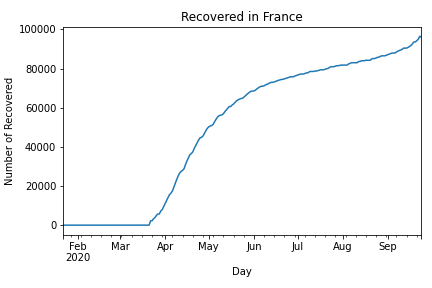 Recovered in France
100000
80000
60000
40000
20000
0
Number of Recovered
Feb Mar Apr May Jun Jul Aug Sep
2020
Day